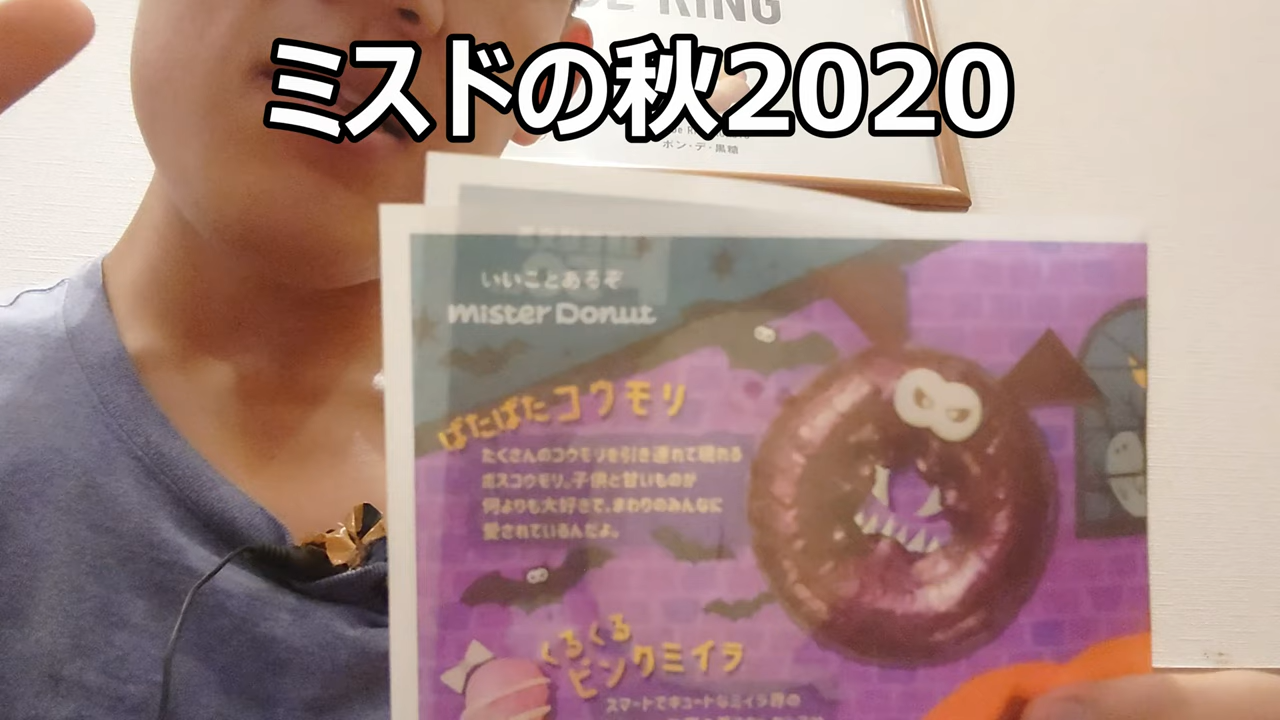 KING
ミスドの秋2020
ポン・デ・黒糖
いいことあるぞ
mister Donut
ぱたぱたコウモリ
たくさんのコウモリを引き連れて現れる
ボスコウモリ。子供と甘いものが
何よりも大好きで、まわりのみんなに
愛されているんだよ。
くるくる
ピンクミイラ
スマートでキュートなミイラ界の